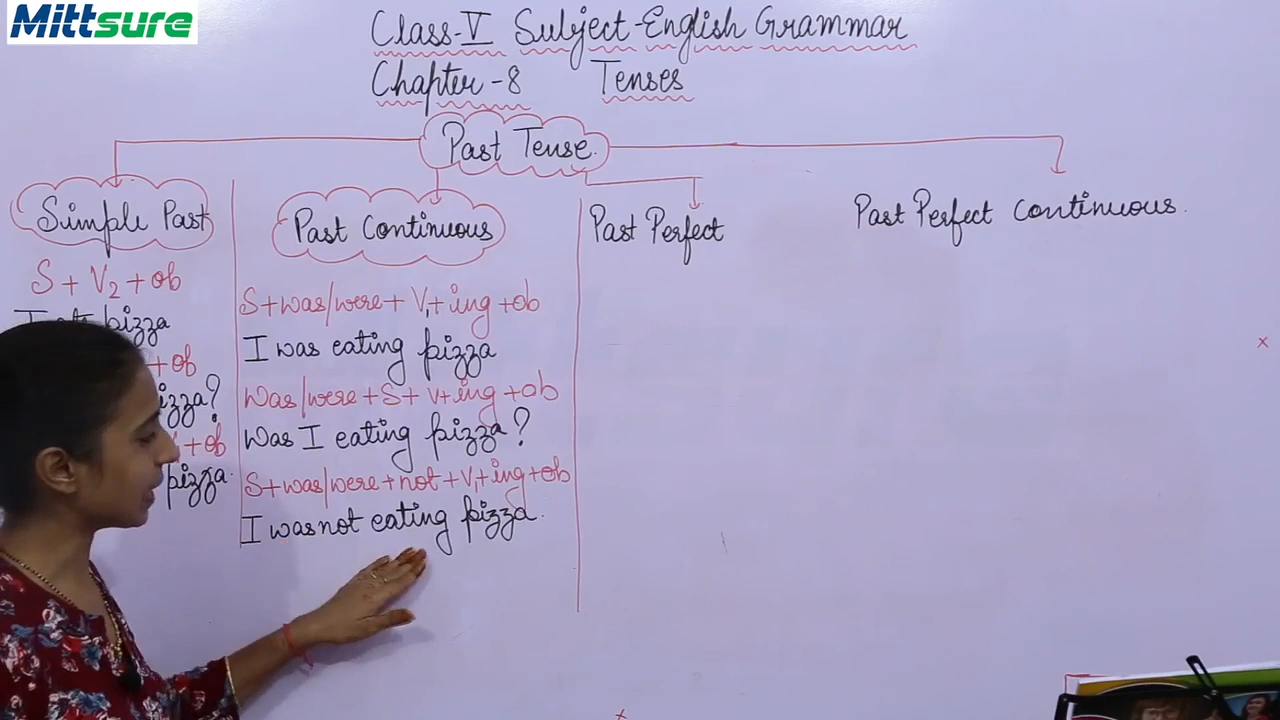 Mittsure
Class-V Subject-English Grammar
Chapter-8 Tenses
Past Tense.
Simple Past
S + V2 + ob
I ate pizza
+ ob
pizza?
+ ob
pizza.
Past Continuous
S+was/were+ V1+ing+ob
I was eating pizza
Was/were+S+ V+ing+ob
Was I eating pizza?
S+was/were+not+V1+ing+ob
I was not eating pizza.
Past Perfect
Past Perfect Continuous.